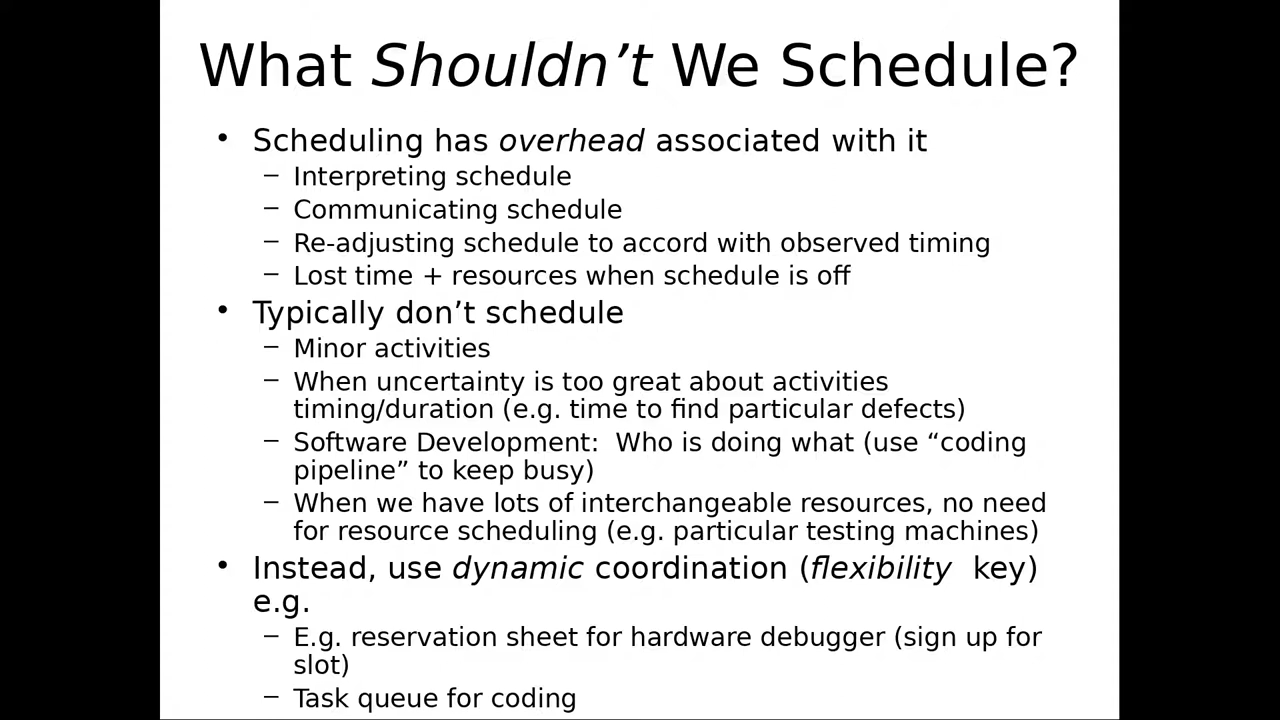 What Shouldn’t We Schedule?
• Scheduling has overhead associated with it
– Interpreting schedule
– Communicating schedule
– Re-adjusting schedule to accord with observed timing
– Lost time + resources when schedule is off
• Typically don’t schedule
– Minor activities
– When uncertainty is too great about activities
timing/duration (e.g. time to find particular defects)
– Software Development:  Who is doing what (use “coding
pipeline” to keep busy)
– When we have lots of interchangeable resources, no need
for resource scheduling (e.g. particular testing machines)
• Instead, use dynamic coordination (flexibility  key)
e.g.
– E.g. reservation sheet for hardware debugger (sign up for
slot)
– Task queue for coding